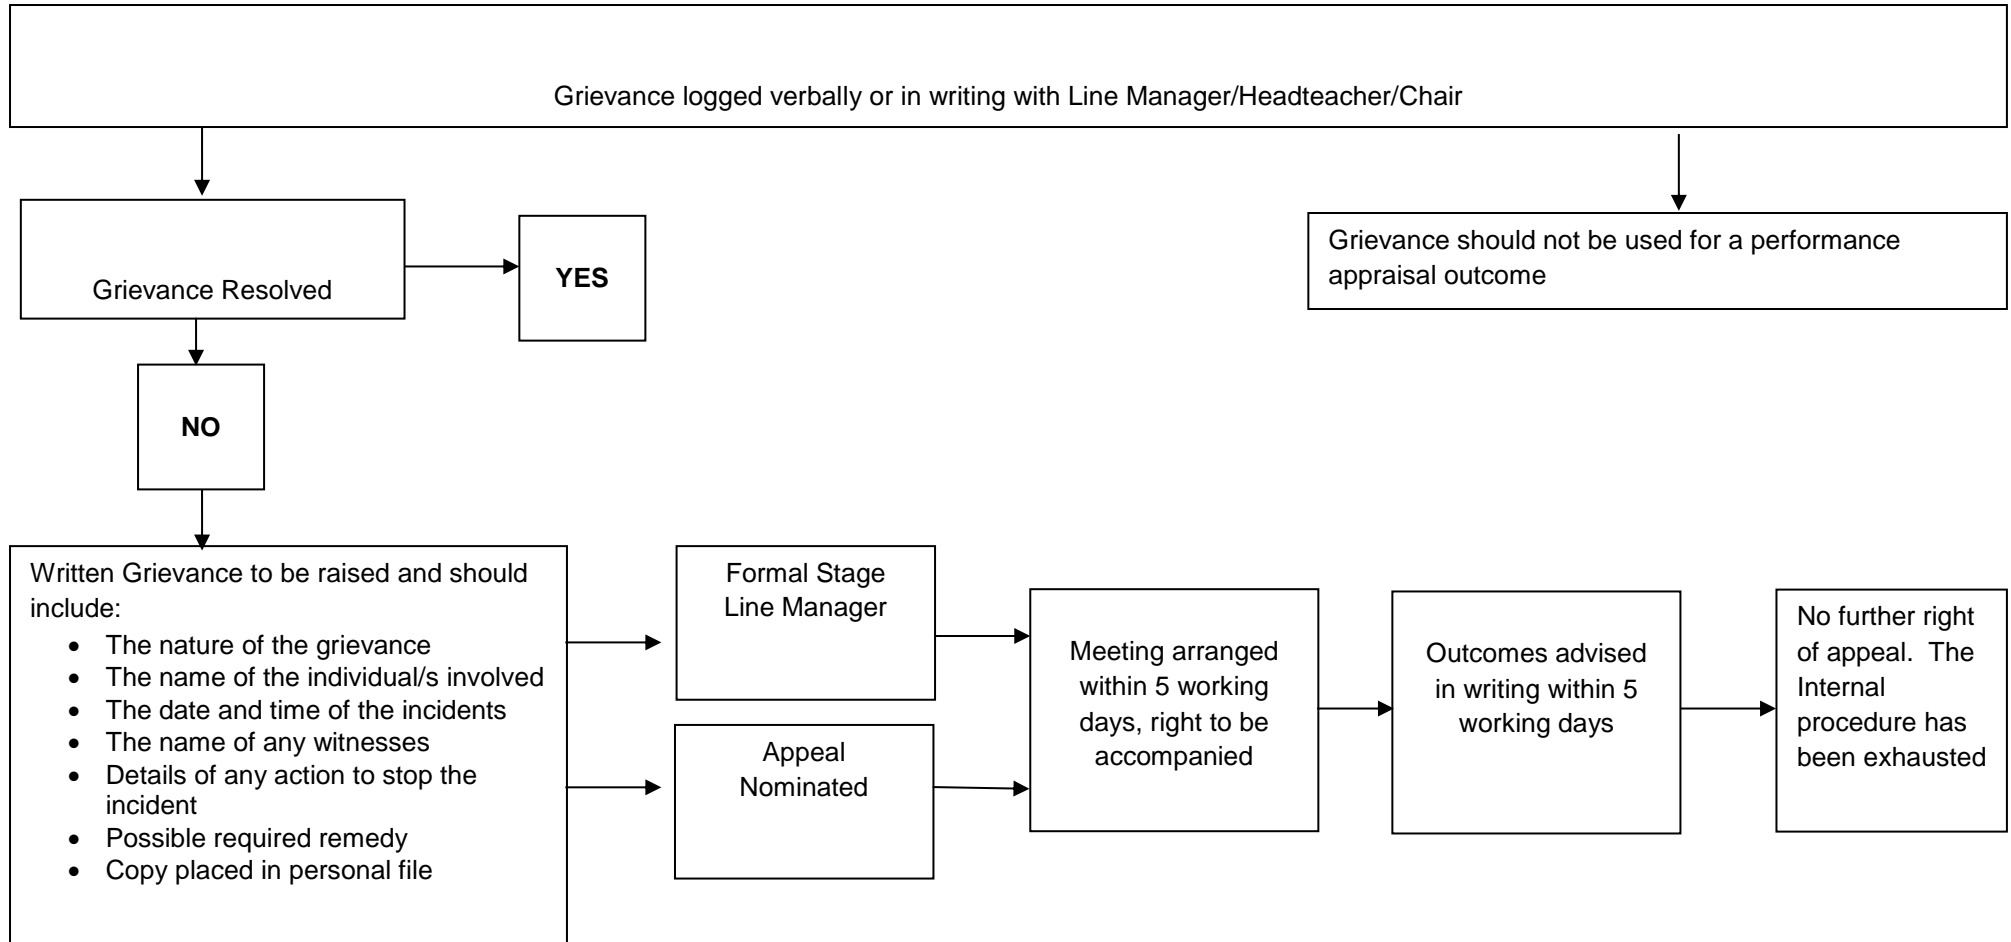 Grievance logged verbally or in writing with Line Manager/Headteacher/Chair
Grievance Resolved
YES
Grievance should not be used for a performance
appraisal outcome
NO
Written Grievance to be raised and should
include:
• The nature of the grievance
• The name of the individual/s involved
• The date and time of the incidents
• The name of any witnesses
• Details of any action to stop the
incident
• Possible required remedy
• Copy placed in personal file
Formal Stage
Line Manager
Appeal
Nominated
Meeting arranged
within 5 working
days, right to be
accompanied
Outcomes advised
in writing within 5
working days
No further right
of appeal.  The
Internal
procedure has
been exhausted